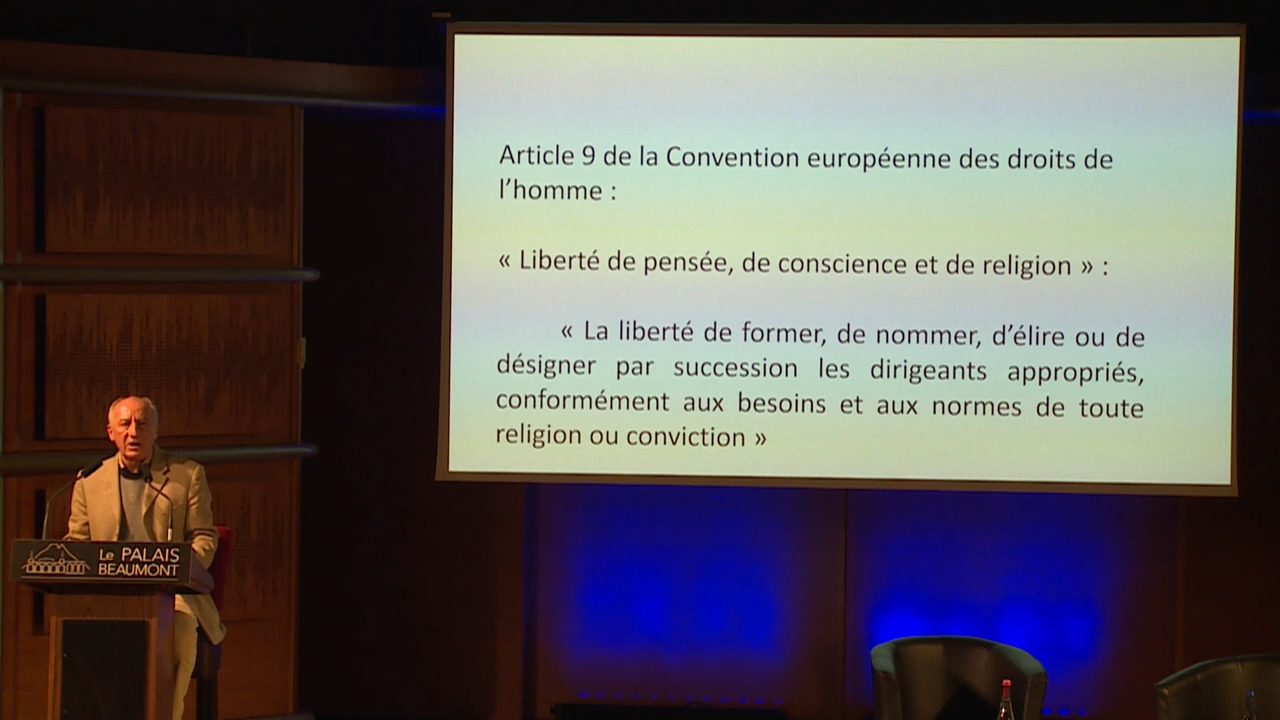 Article 9 de la Convention européenne des droits de
l’homme :
« Liberté de pensée, de conscience et de religion » :
« La liberté de former, de nommer, d’élire ou de
désigner par succession les dirigeants appropriés,
conformément aux besoins et aux normes de toute
religion ou conviction »
Le PALAIS
BEAUMONT